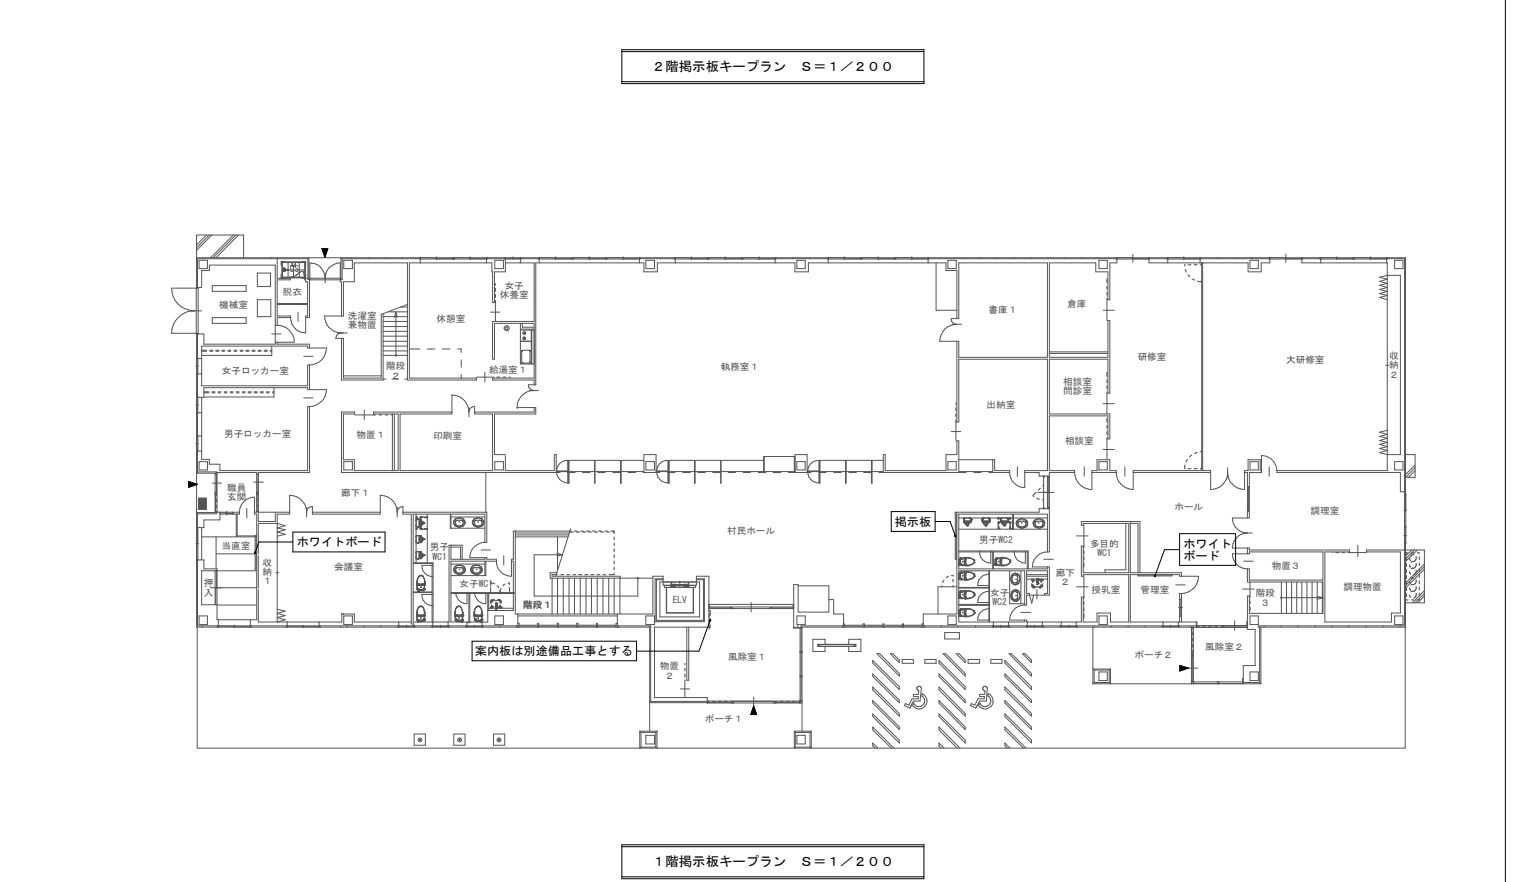 ２階掲示板キープラン　Ｓ＝１／２００
機械室
脱衣
洗濯室
兼物置
階段
2
休憩室
女子
休養室
給湯室１
女子ロッカー室
男子ロッカー室
物置１
印刷室
執務室１
書庫１
倉庫
出納室
相談室
問診室
相談室
研修室
大研修室
収納２
職員
玄関
廊下１
村民ホール
ホール
調理室
掲示板
ホワイトボード
当直室
押入
収納１
会議室
男子
WC1
女子WC1
階段１
ELV
男子WC2
女子
WC2
廊下
2
多目的
WC1
授乳室
管理室
ホワイト
ボード
物置３
階段
3
調理物置
案内板は別途備品工事とする
物置
2
風除室１
ポーチ１
ポーチ２
風除室２
１階掲示板キープラン　Ｓ＝１／２００